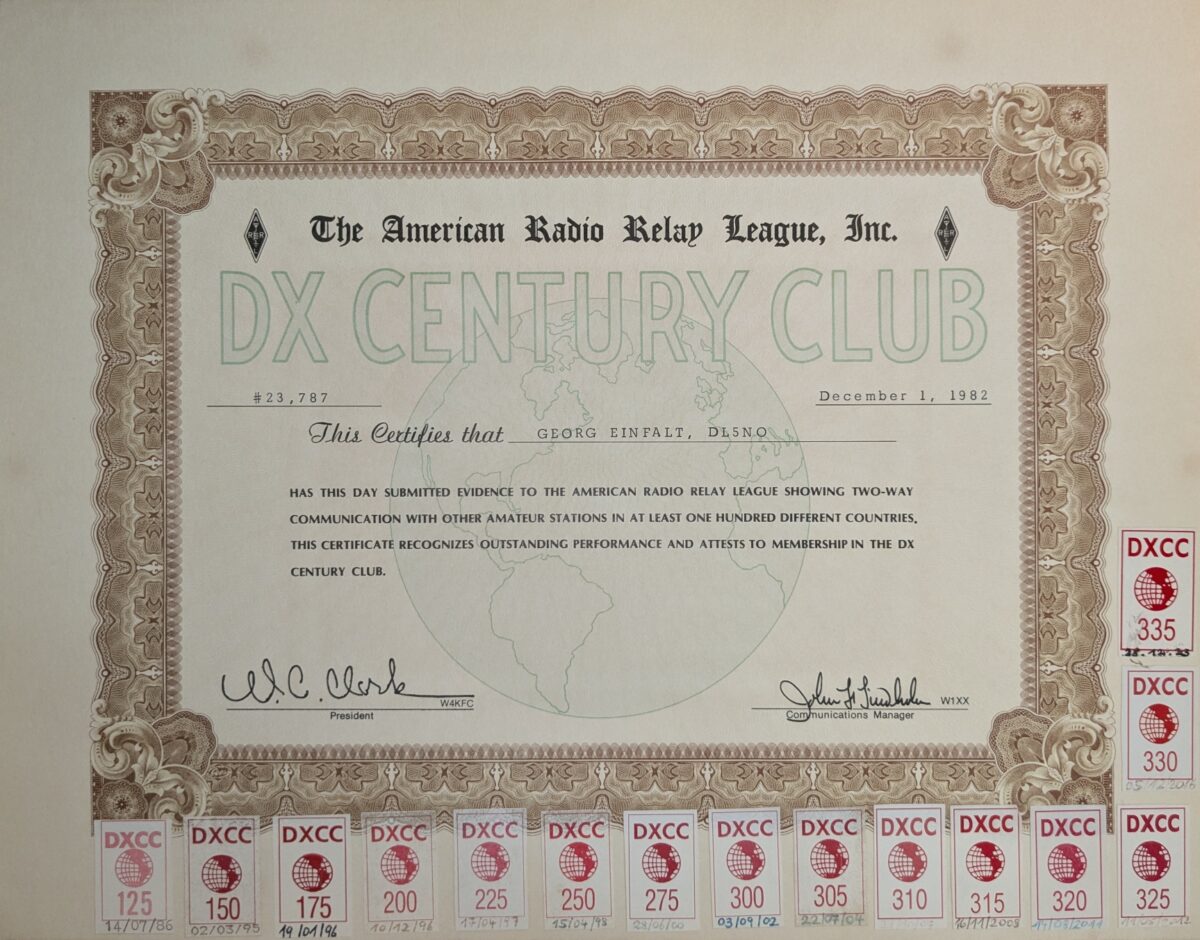 The American Radio Relay League, Inc.
DX CENTURY CLUB
#23,787
December 1, 1982
This Certifies that GEORG EINFALT, DL5NO
HAS THIS DAY SUBMITTED EVIDENCE TO THE AMERICAN RADIO RELAY LEAGUE SHOWING TWO-WAY
COMMUNICATION WITH OTHER AMATEUR STATIONS IN AT LEAST ONE HUNDRED DIFFERENT COUNTRIES.
THIS CERTIFICATE RECOGNIZES OUTSTANDING PERFORMANCE AND ATTESTS TO MEMBERSHIP IN THE DX
CENTURY CLUB.
W.C. Clark W4KFC
President
W1XX
Communications Manager
DXCC
335
DXCC
330
05/12/2016
DXCC
125
14/07/86
DXCC
150
02/03/95
DXCC
175
19/01/96
DXCC
200
10/12/96
DXCC
225
17/04/97
DXCC
250
15/04/98
DXCC
275
DXCC
300
03/09/02
DXCC
305
22/07/04
DXCC
310
DXCC
315
16/11/2008
DXCC
320
DXCC
325